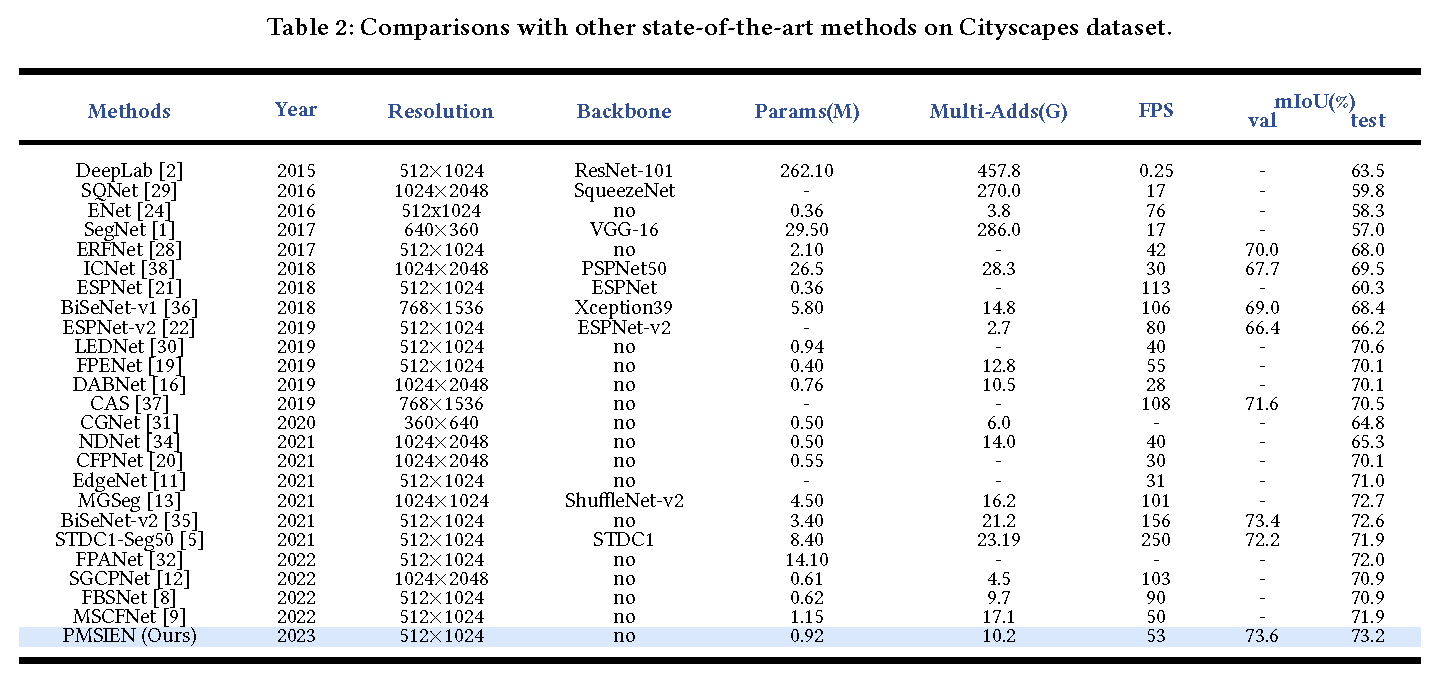 Table 2: Comparisons with other state-of-the-art methods on Cityscapes dataset.
Methods Year Resolution Backbone Params(M) Multi-Adds(G) FPS mIoU(%) val test
DeepLab [2] 2015 512×1024 ResNet-101 262.10 457.8 0.25 - 63.5
SQNet [29] 2016 1024×2048 SqueezeNet - 270.0 17 - 59.8
ENet [24] 2016 512x1024 no 0.36 3.8 76 - 58.3
SegNet [1] 2017 640×360 VGG-16 29.50 286.0 17 - 57.0
ERFNet [28] 2017 512×1024 no 2.10 - 42 70.0 68.0
ICNet [38] 2018 1024×2048 PSPNet50 26.5 28.3 30 67.7 69.5
ESPNet [21] 2018 512×1024 ESPNet 0.36 - 113 - 60.3
BiSeNet-v1 [36] 2018 768×1536 Xception39 5.80 14.8 106 69.0 68.4
ESPNet-v2 [22] 2019 512×1024 ESPNet-v2 - 2.7 80 66.4 66.2
LEDNet [30] 2019 512×1024 no 0.94 - 40 - 70.6
FPENet [19] 2019 512×1024 no 0.40 12.8 55 - 70.1
DABNet [16] 2019 1024×2048 no 0.76 10.5 28 - 70.1
CAS [37] 2019 768×1536 no - - 108 71.6 70.5
CGNet [31] 2020 360×640 no 0.50 6.0 - - 64.8
NDNet [34] 2021 1024×2048 no 0.50 14.0 40 - 65.3
CFPNet [20] 2021 1024×2048 no 0.55 - 30 - 70.1
EdgeNet [11] 2021 512×1024 no - - 31 - 71.0
MGSeg [13] 2021 1024×1024 ShuffleNet-v2 4.50 16.2 101 - 72.7
BiSeNet-v2 [35] 2021 512×1024 no 3.40 21.2 156 73.4 72.6
STDC1-Seg50 [5] 2021 512×1024 STDC1 8.40 23.19 250 72.2 71.9
FPANet [32] 2022 512×1024 no 14.10 - - - 72.0
SGCPNet [12] 2022 1024×2048 no 0.61 4.5 103 - 70.9
FBSNet [8] 2022 512×1024 no 0.62 9.7 90 - 70.9
MSCFNet [9] 2022 512×1024 no 1.15 17.1 50 - 71.9
PMSIEN (Ours) 2023 512×1024 no 0.92 10.2 53 73.6 73.2